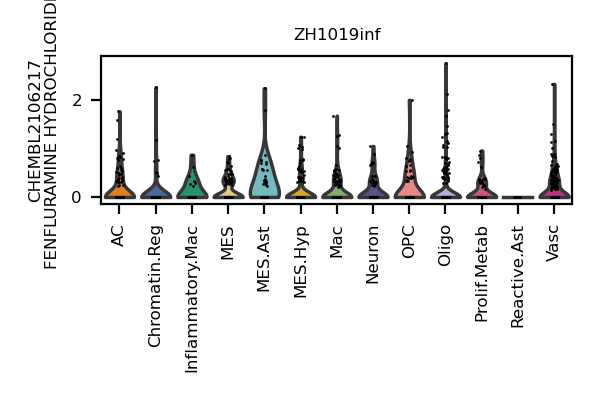 ZH1019inf
CHEMBL2106217
FENFLURAMINE HYDROCHLORID
2
0
AC
Chromatin.Reg
Inflammatory.Mac
MES
MES.Ast
MES.Hyp
Mac
Neuron
OPC
Oligo
Prolif.Metab
Reactive.Ast
Vasc